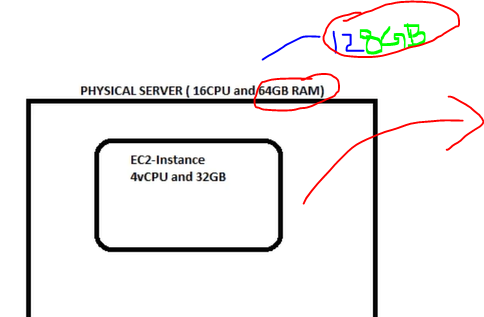 128GB
PHYSICAL SERVER ( 16CPU and 64GB RAM)
EC2-Instance
4vCPU and 32GB